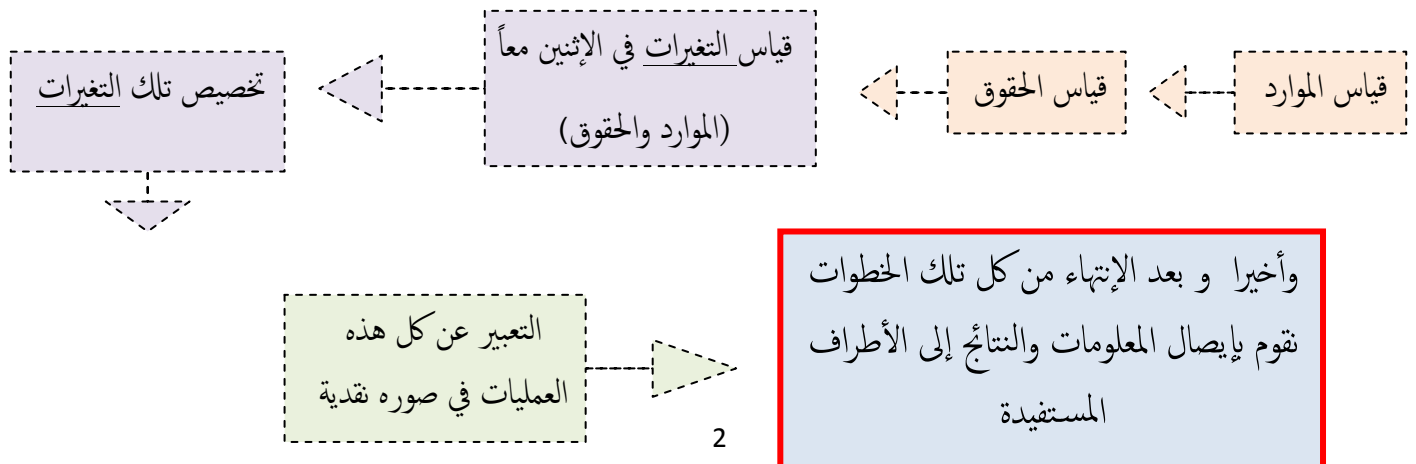 قياس الموارد
قياس الحقوق
قياس التغيرات في الإثنين معاً
(الموارد والحقوق)
تخصيص تلك التغيرات
التعبير عن كل هذه
العمليات في صوره نقدية
وأخيرا و بعد الإنتهاء من كل تلك الخطوات
نقوم بإيصال المعلومات والنتائج إلى الأطراف
المستفيدة
2